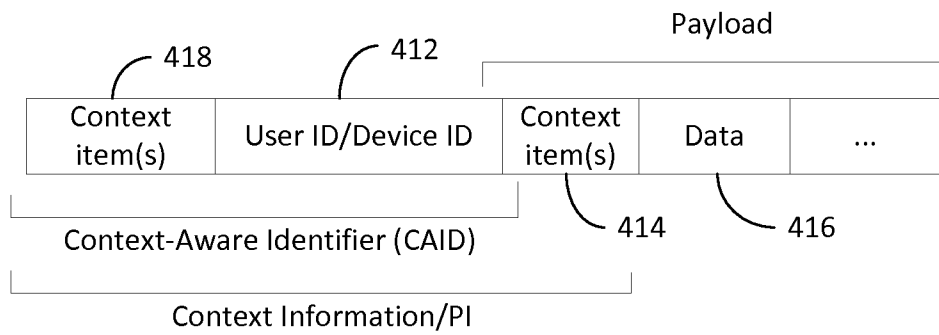 Payload
418
412
Context
item(s)
User ID/Device ID
Context
item(s)
Data
...
414
416
Context-Aware Identifier (CAID)
Context Information/PI